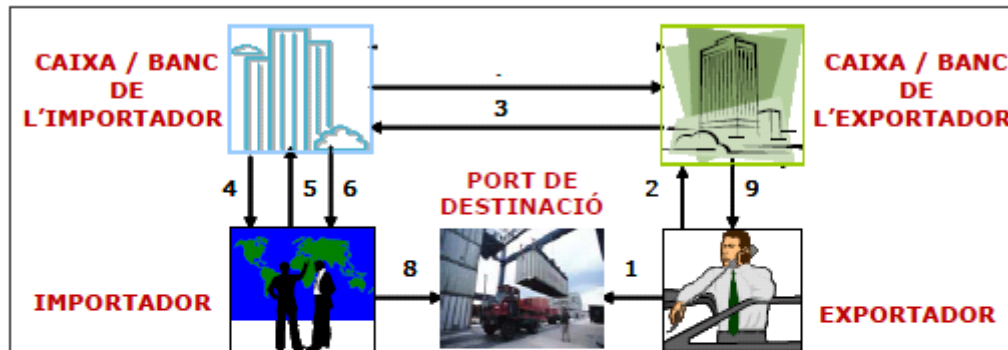 CAIXA / BANC
DE
L'IMPORTADOR
3
CAIXA / BANC
DE
L'EXPORTADOR
4
5
6
PORT DE
DESTINACIÓ
2
9
IMPORTADOR
8
1
EXPORTADOR